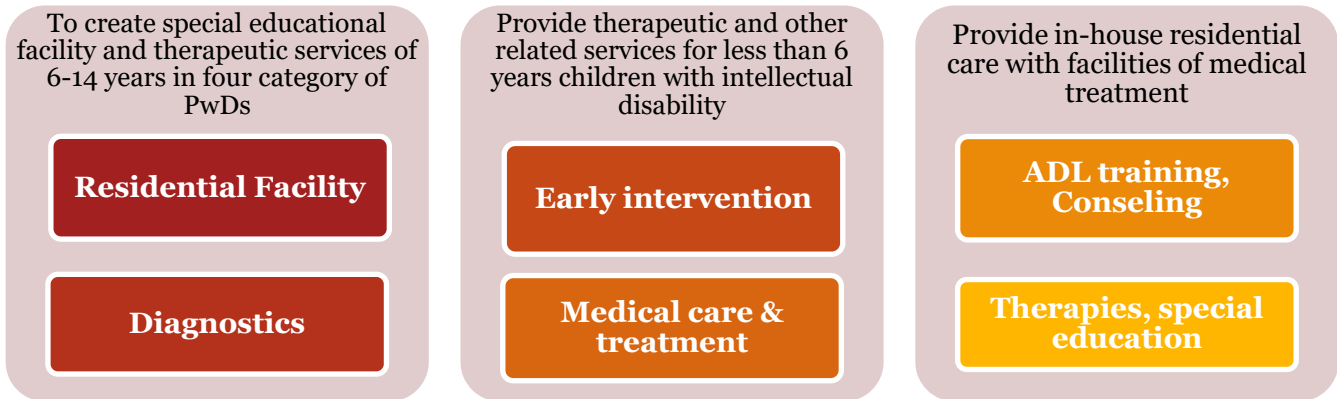 To create special educational
facility and therapeutic services of
6-14 years in four category of
PwDs
Residential Facility
Diagnostics
Provide therapeutic and other
related services for less than 6
years children with intellectual
disability
Early intervention
Medical care &
treatment
Provide in-house residential
care with facilities of medical
treatment
ADL training,
Conseling
Therapies, special
education